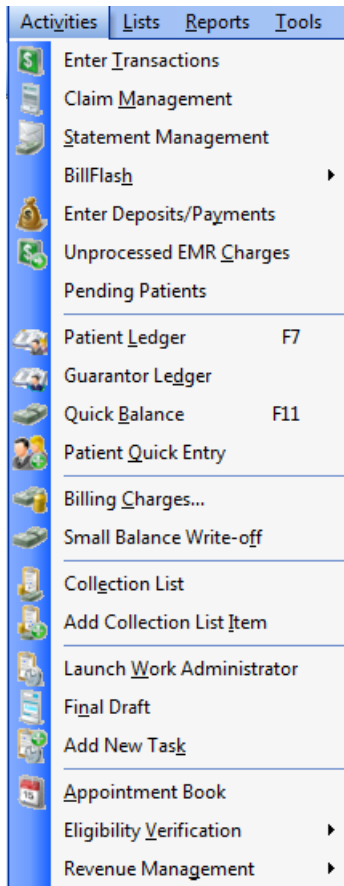 Activities Lists Reports Tools
Enter Transactions
Claim Management
Statement Management
BillFlash
Enter Deposits/Payments
Unprocessed EMR Charges
Pending Patients
Patient Ledger F7
Guarantor Ledger
Quick Balance F11
Patient Quick Entry
Billing Charges...
Small Balance Write-off
Collection List
Add Collection List Item
Launch Work Administrator
Final Draft
Add New Task
15
Appointment Book
Eligibility Verification
Revenue Management